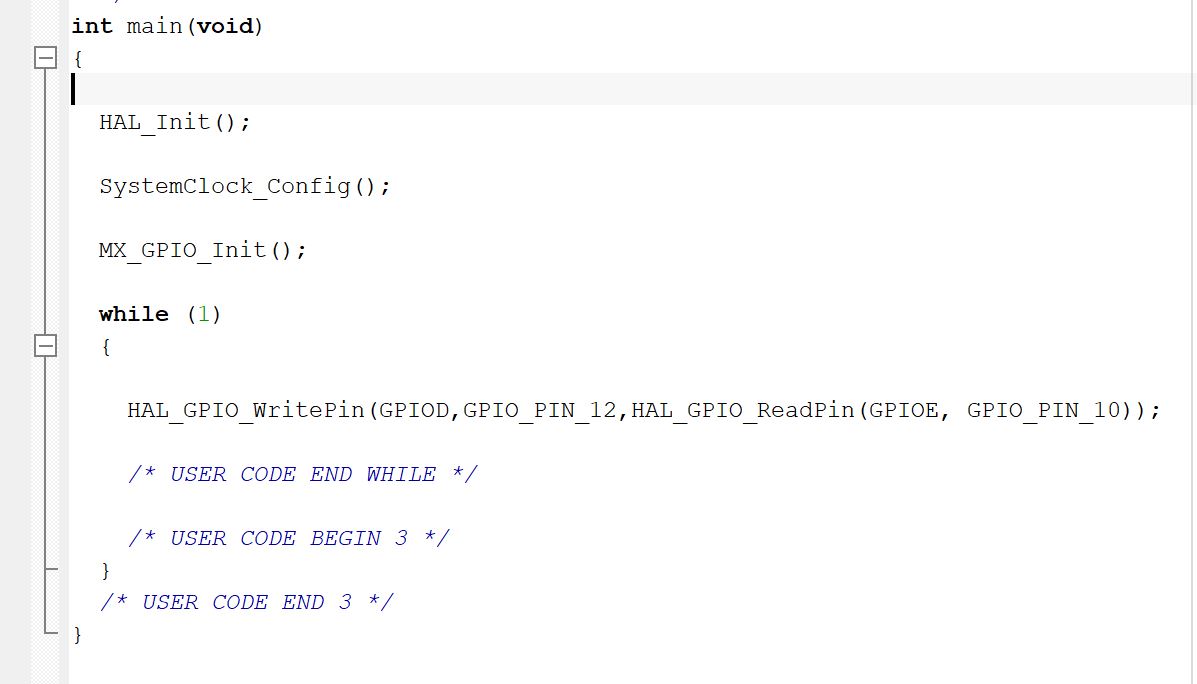 int main(void)
{
HAL_Init();
SystemClock_Config();
MX_GPIO_Init();
while (1)
{
HAL_GPIO_WritePin(GPIOD,GPIO_PIN_12,HAL_GPIO_ReadPin(GPIOE, GPIO_PIN_10));
/* USER CODE END WHILE */
/* USER CODE BEGIN 3 */
}
/* USER CODE END 3 */
}